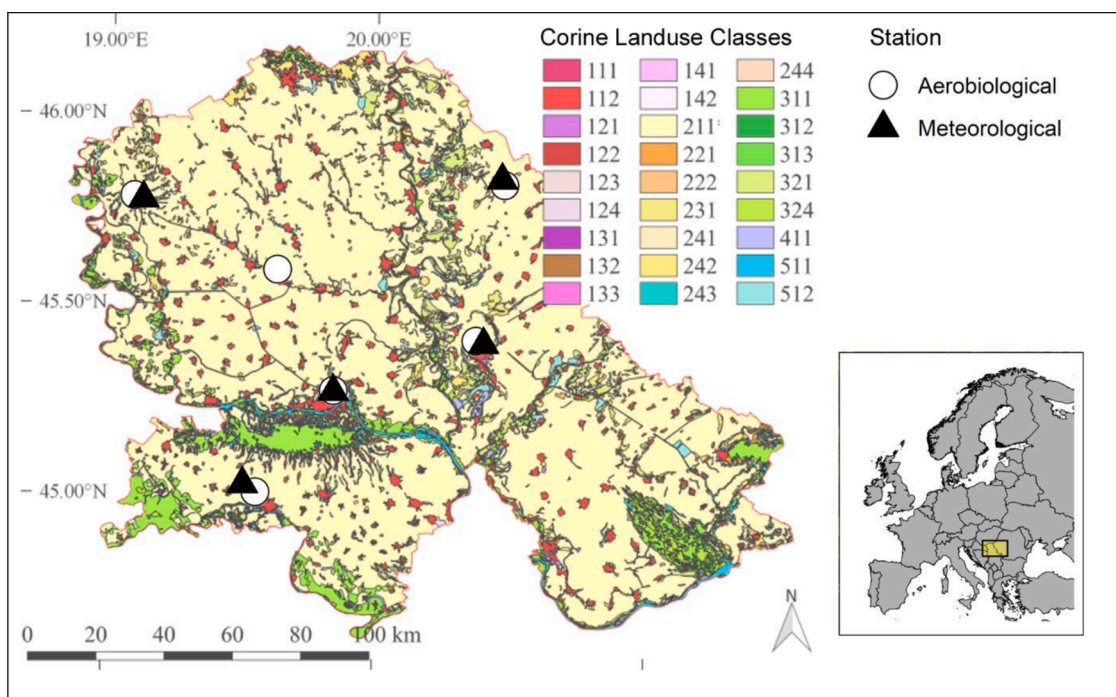 19.00°E 20.00°E
46.00°N
45.50°N
45.00°N
Corine Landuse Classes
111 141 244
112 142 311
121 211 312
122 221 313
123 222 321
124 231 324
131 241 411
132 242 511
133 243 512
Station
Aerobiological
Meteorological
N
0 20 40 60 80 100 km